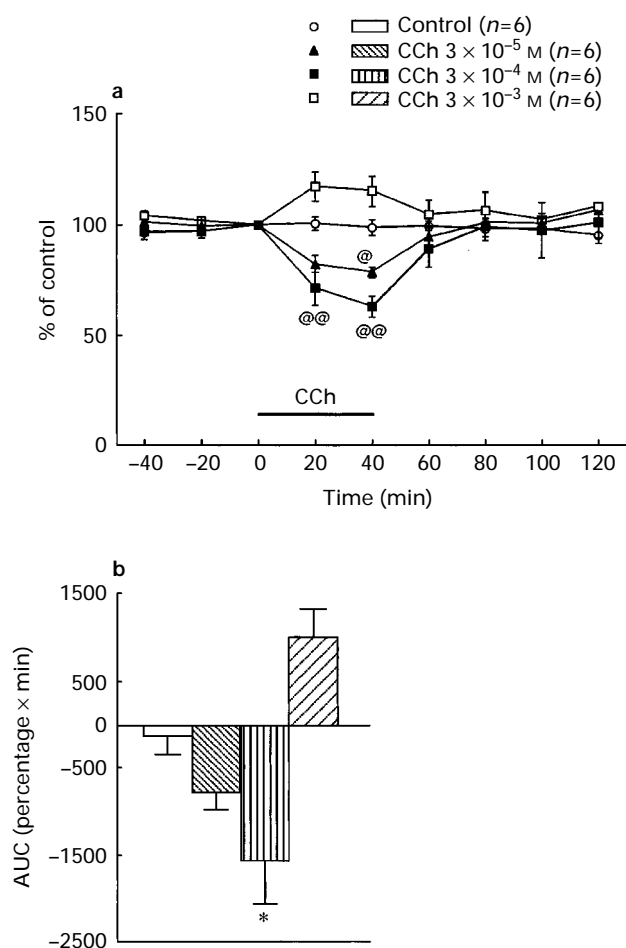 Control (n=6)
CCh 3 × 10⁻⁵ M (n=6)
CCh 3 × 10⁻⁴ M (n=6)
CCh 3 × 10⁻³ M (n=6)
a
150
100
50
0
% of control
@
@@
@@
CCh
−40 −20 0 20 40 60 80 100 120
Time (min)
b
1500
500
0
−500
−1500
−2500
AUC (percentage × min)
*